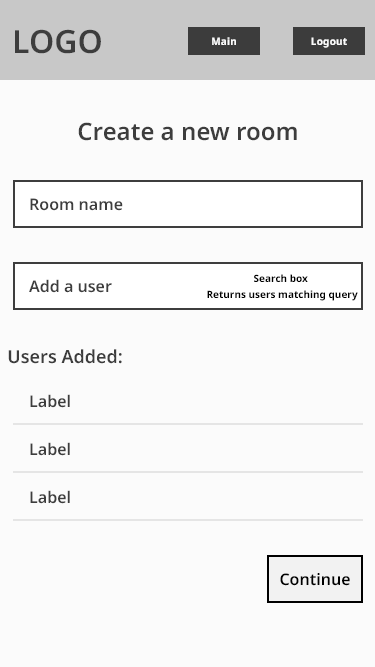 LOGO
Main
Logout
Create a new room
Room name
Add a user
Search box
Returns users matching query
Users Added:
Label
Label
Label
Continue